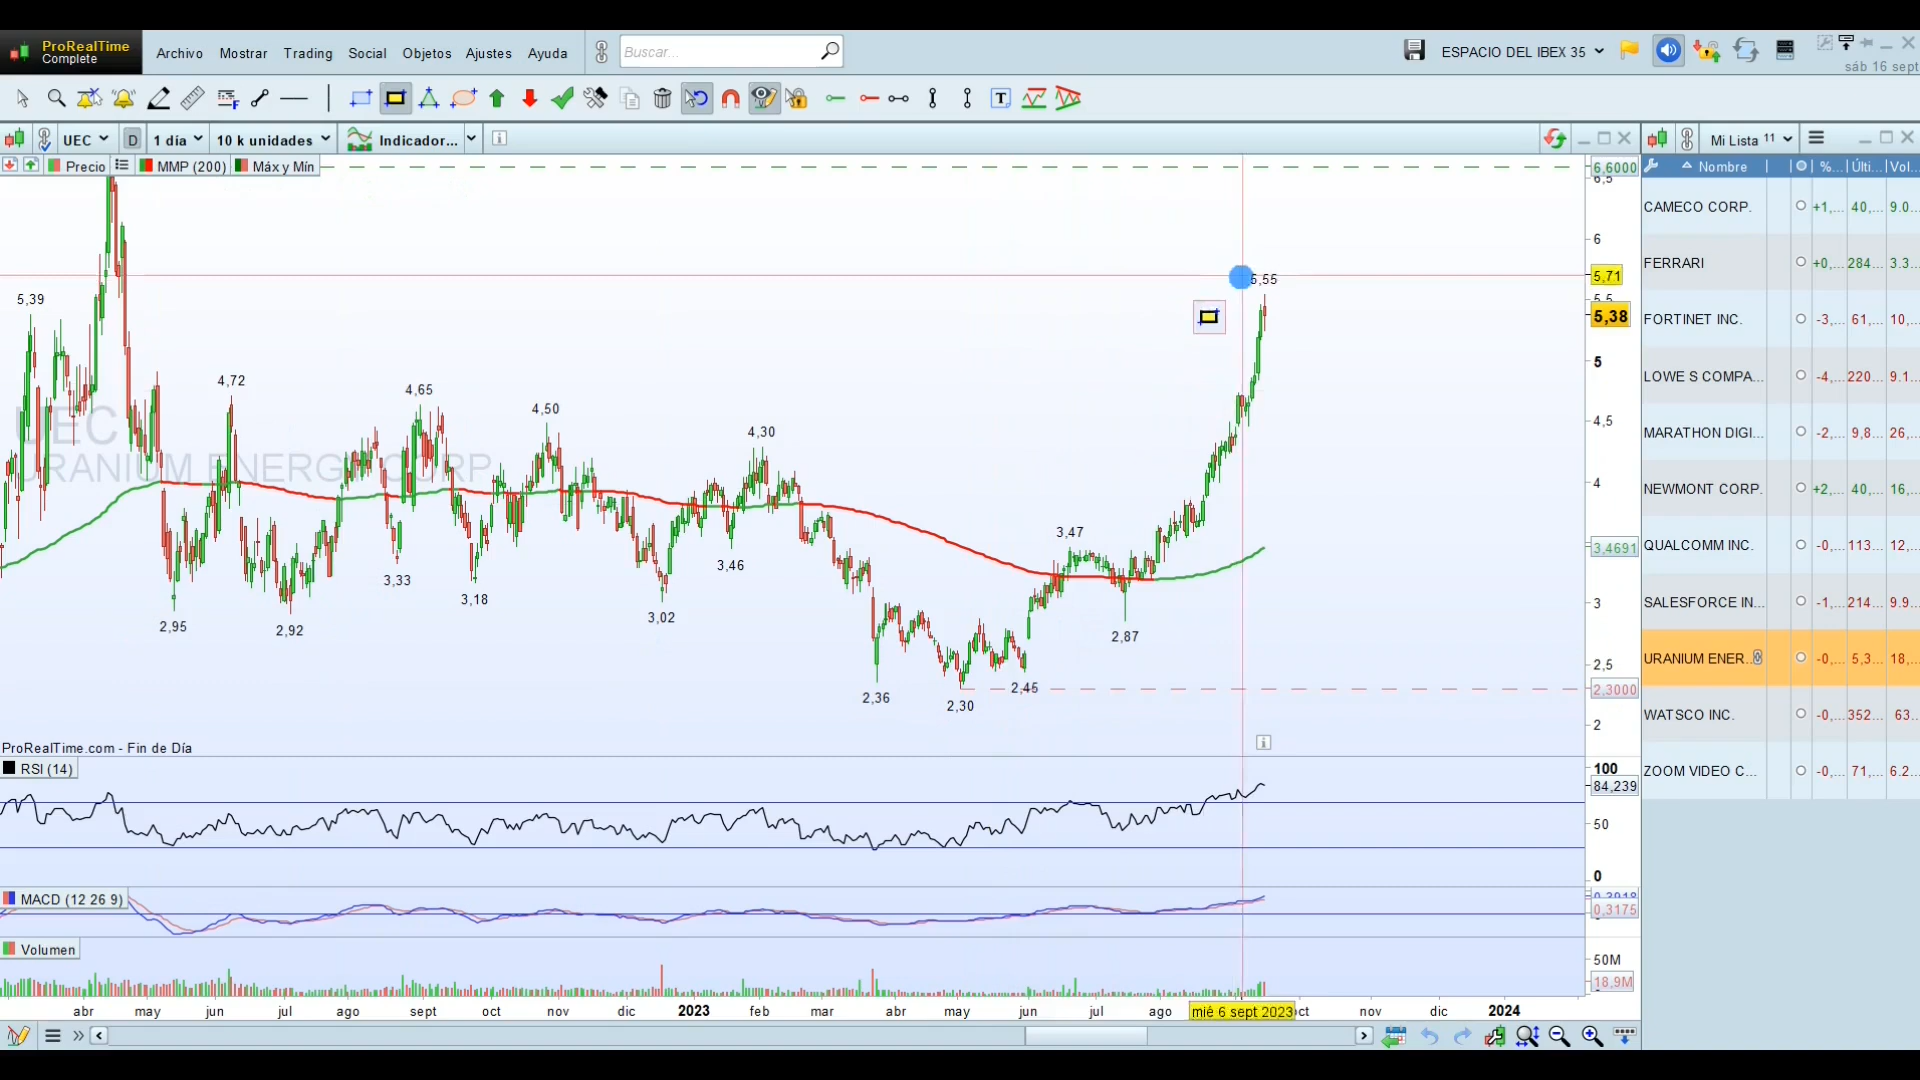 ProRealTime
Complete
Archivo Mostrar Trading Social Objetos Ajustes Ayuda
Buscar...
ESPACIO DEL IBEX 35
sáb 16 sept
T
UEC D 1 día 10 k unidades Indicador... i
Mi Lista 11
Precio MMP (200) Máx y Mín
Nombre %... Últi... Vol...
6,6000
6,5
6
5,71
5,5
5,38
5
4,5
4
3,4691
3
2,5
2,3000
2
5,39
4,72
4,65
4,50
4,30
5,55
3,47
3,33
3,18
3,46
3,02
2,95
2,92
2,87
2,36
2,30
2,45
UEC
URANIUM ENERGY CORP
CAMECO CORP. +1,... 40,... 9.0...
FERRARI +0,... 284... 3.3...
FORTINET INC. -3,... 61,... 10,...
LOWE S COMPA... -4,... 220... 9.1...
MARATHON DIGI... -2,... 9,8... 26,...
NEWMONT CORP. +2,... 40,... 16,...
QUALCOMM INC. -0,... 113... 12,...
SALESFORCE IN... -1,... 214... 9.9...
URANIUM ENER... -0,... 5,3... 18,...
WATSCO INC. -0,... 352... 63...
ZOOM VIDEO C... -0,... 71,... 6.2...
ProRealTime.com - Fin de Día
i
RSI (14)
100
84,239
50
0
MACD (12 26 9)
0,3175
Volumen
50M
18,9M
abr may jun jul ago sept oct nov dic 2023 feb mar abr may jun jul ago mié 6 sept 2023 nov dic 2024